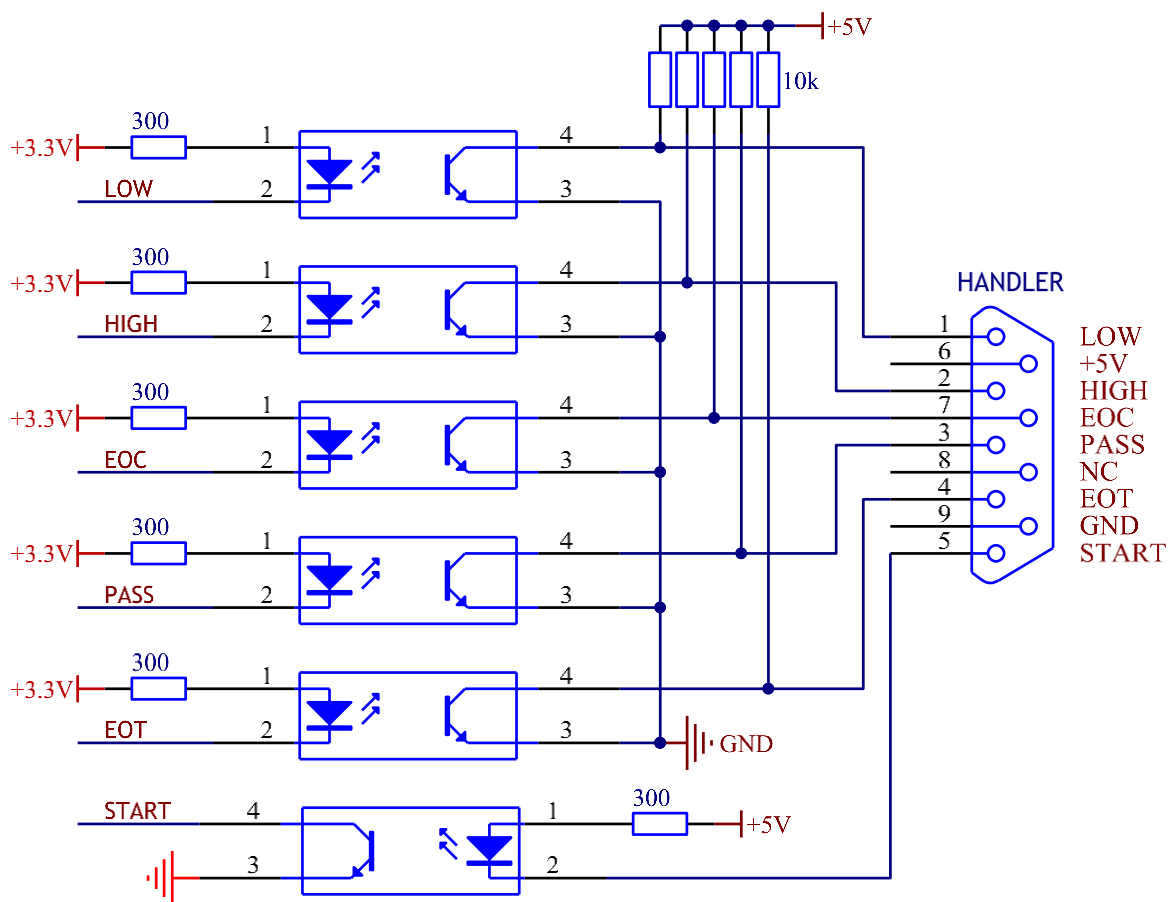 +5V
10k
300
+3.3V 1 4
LOW 2 3
300
+3.3V 1 4
HIGH 2 3
300
+3.3V 1 4
EOC 2 3
300
+3.3V 1 4
PASS 2 3
300
+3.3V 1 4
EOT 2 3
GND
START 4 1 300 +5V
3 2
HANDLER
1 LOW
6 +5V
2 HIGH
7 EOC
3 PASS
8 NC
4 EOT
9 GND
5 START